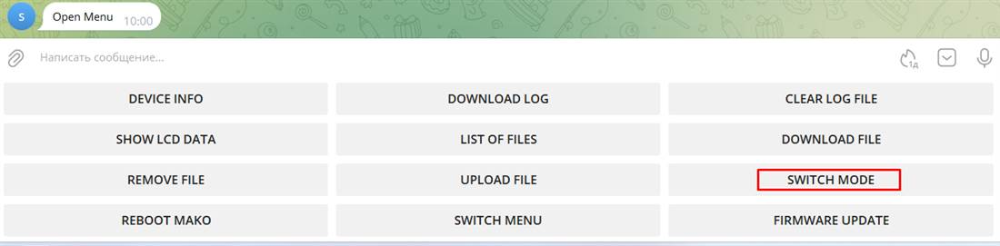 S
Open Menu 10:00
Написать сообщение...
1д
DEVICE INFO DOWNLOAD LOG CLEAR LOG FILE
SHOW LCD DATA LIST OF FILES DOWNLOAD FILE
REMOVE FILE UPLOAD FILE SWITCH MODE
REBOOT MAKO SWITCH MENU FIRMWARE UPDATE